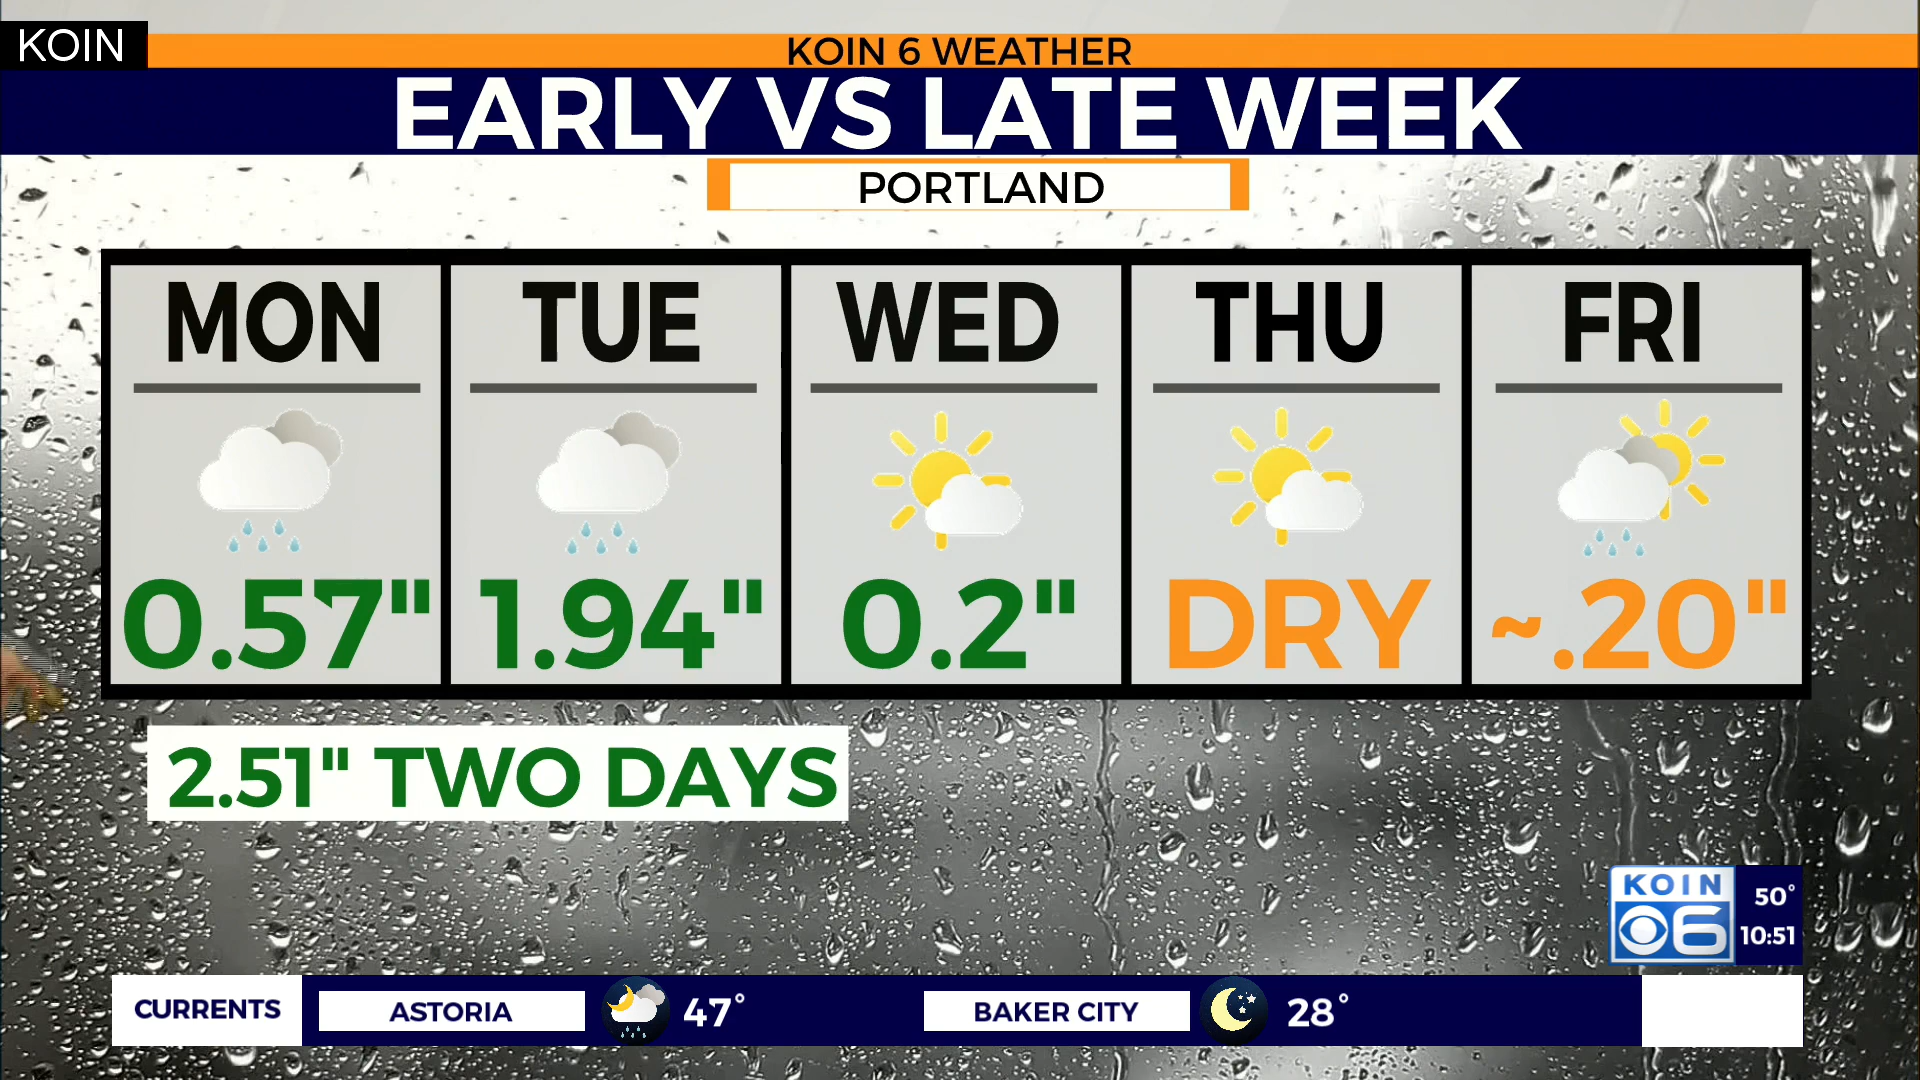 KOIN
KOIN 6 WEATHER
EARLY VS LATE WEEK
PORTLAND
MON TUE WED THU FRI
0.57" 1.94" 0.2" DRY ~.20"
2.51" TWO DAYS
KOIN
6
50°
10:51
CURRENTS ASTORIA 47° BAKER CITY 28°